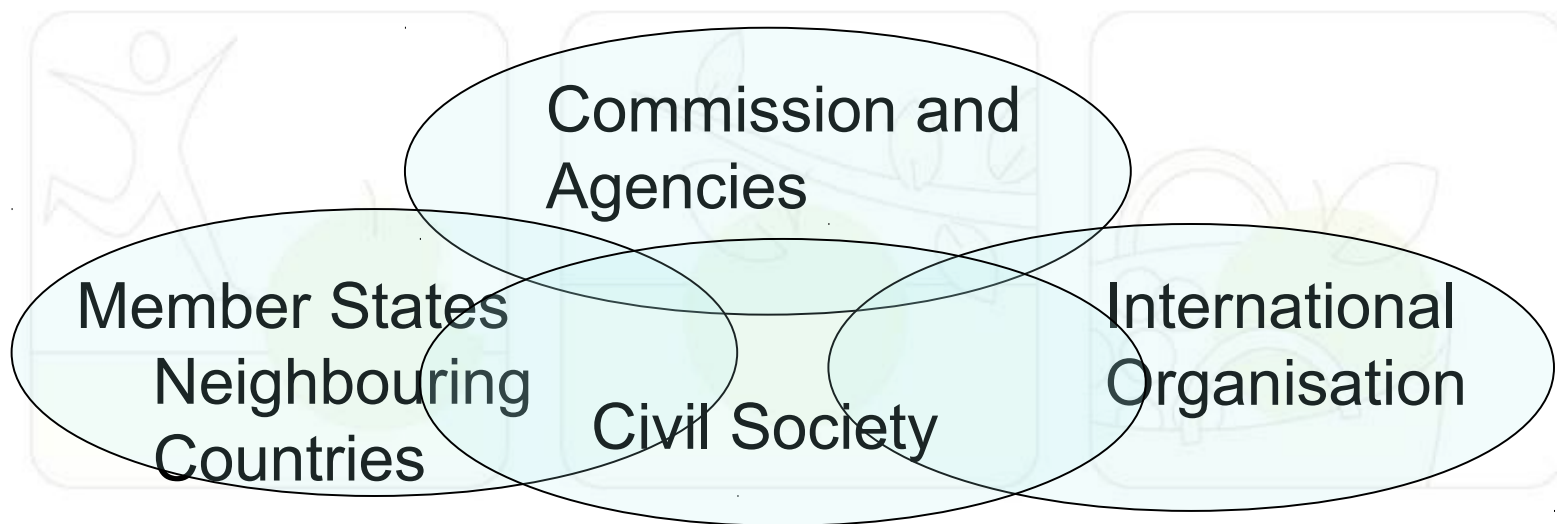 Commission and
Agencies
Member States
Neighbouring
Countries
Civil Society
International
Organisation